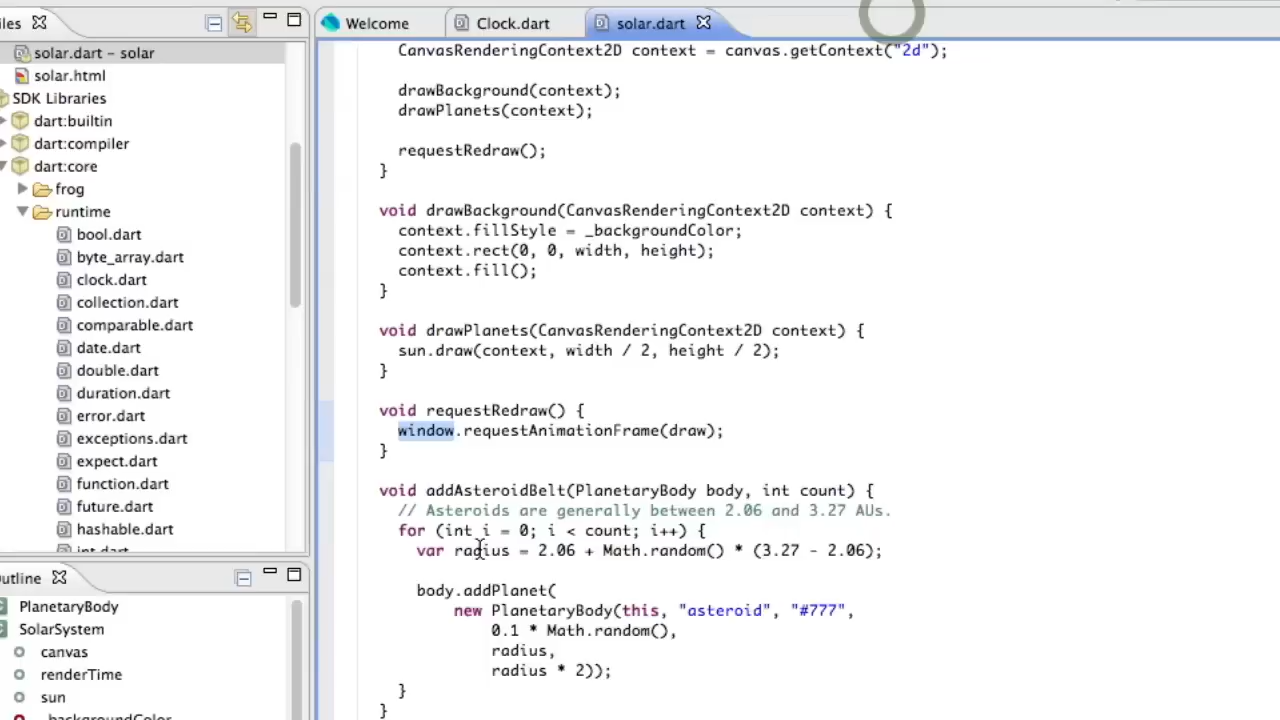 iles
solar.dart – solar
solar.html
SDK Libraries
dart:builtin
dart:compiler
dart:core
frog
runtime
bool.dart
byte_array.dart
clock.dart
collection.dart
comparable.dart
date.dart
double.dart
duration.dart
error.dart
exceptions.dart
expect.dart
function.dart
future.dart
hashable.dart
int.dart
utline
PlanetaryBody
SolarSystem
canvas
renderTime
sun
_backgroundColor
Welcome
Clock.dart
solar.dart
CanvasRenderingContext2D context = canvas.getContext("2d");
drawBackground(context);
drawPlanets(context);
requestRedraw();
}
void drawBackground(CanvasRenderingContext2D context) {
context.fillStyle = _backgroundColor;
context.rect(0, 0, width, height);
context.fill();
}
void drawPlanets(CanvasRenderingContext2D context) {
sun.draw(context, width / 2, height / 2);
}
void requestRedraw() {
window.requestAnimationFrame(draw);
}
void addAsteroidBelt(PlanetaryBody body, int count) {
// Asteroids are generally between 2.06 and 3.27 AUs.
for (int i = 0; i < count; i++) {
var radius = 2.06 + Math.random() * (3.27 - 2.06);
body.addPlanet(
new PlanetaryBody(this, "asteroid", "#777",
0.1 * Math.random(),
radius,
radius * 2));
}
}